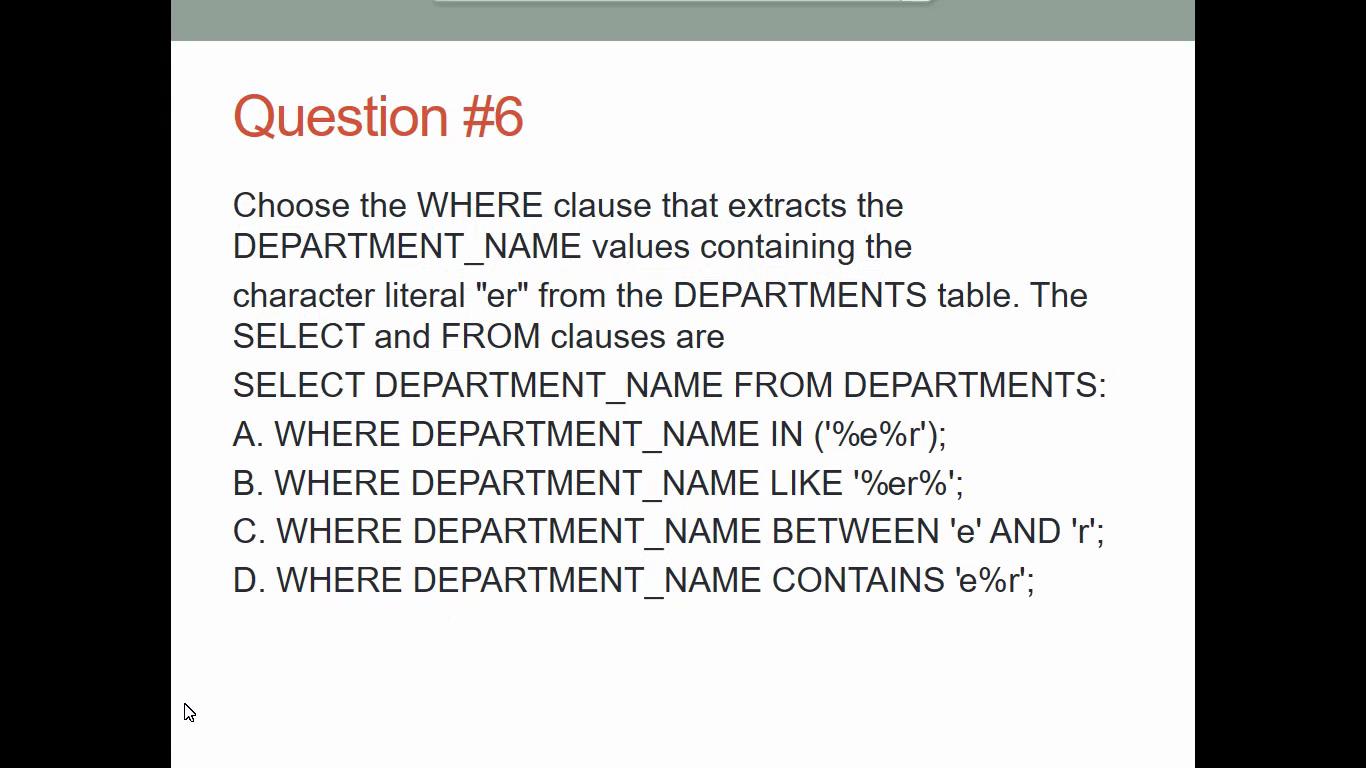 Question #6
Choose the WHERE clause that extracts the
DEPARTMENT_NAME values containing the
character literal "er" from the DEPARTMENTS table. The
SELECT and FROM clauses are
SELECT DEPARTMENT_NAME FROM DEPARTMENTS:
A. WHERE DEPARTMENT_NAME IN ('%e%r');
B. WHERE DEPARTMENT_NAME LIKE '%er%';
C. WHERE DEPARTMENT_NAME BETWEEN 'e' AND 'r';
D. WHERE DEPARTMENT_NAME CONTAINS 'e%r';